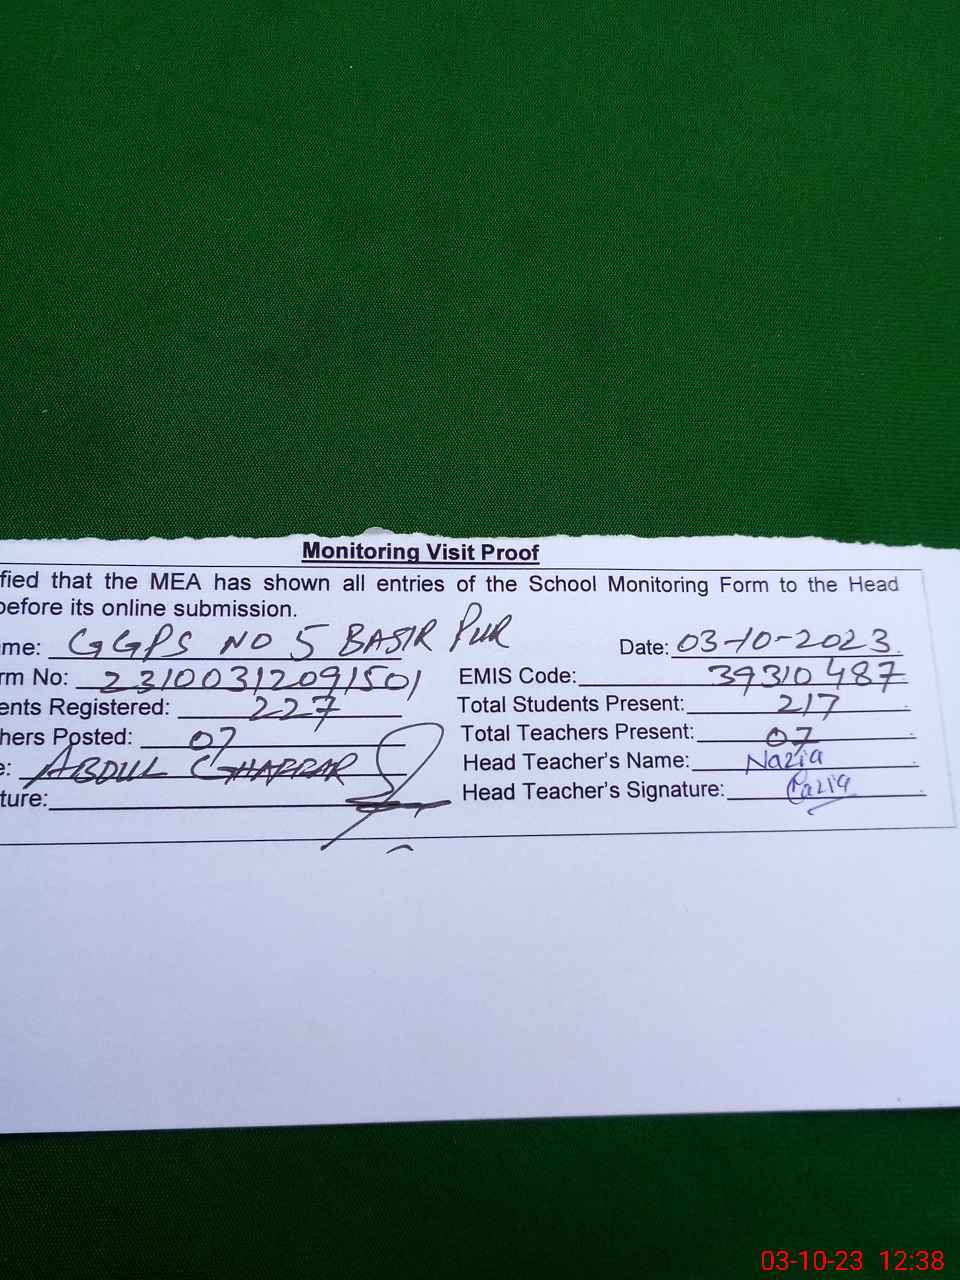 Monitoring Visit Proof
fied that the MEA has shown all entries of the School Monitoring Form to the Head
before its online submission.
me: GGPS NO 5 BASIR PUR Date: 03-10-2023
rm No: 23100312091501 EMIS Code: 39310487
ents Registered: 227 Total Students Present: 217
hers Posted: 07 Total Teachers Present: 07
e: ABDUL GHAFFAR Head Teacher's Name: Nazia
ture: Head Teacher's Signature: Nazia
03-10-23 12:38